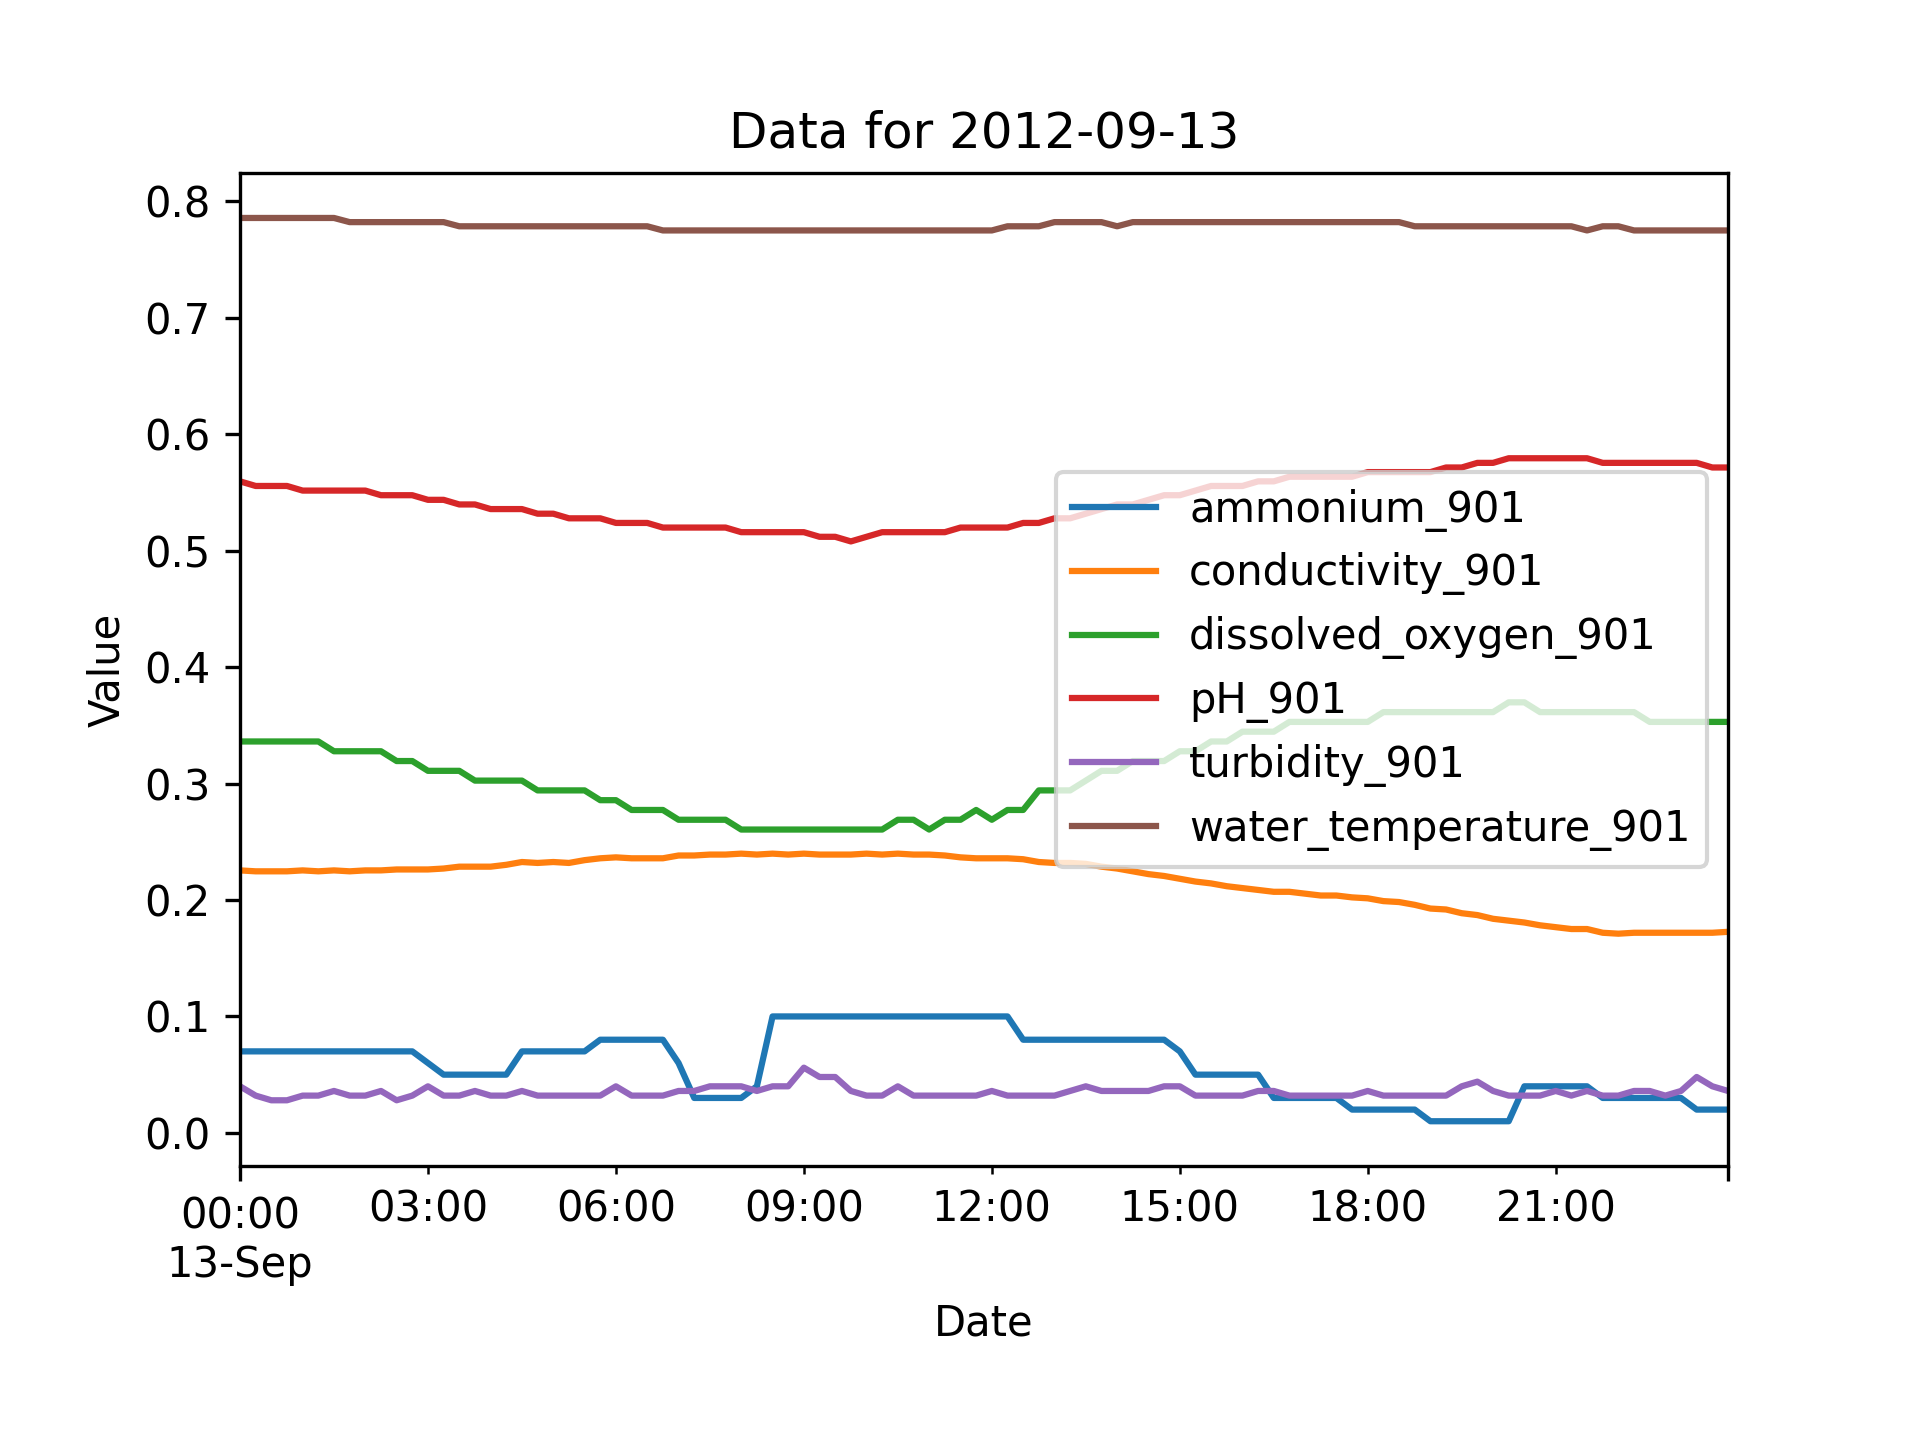 Data for 2012-09-13
0.8
0.7
0.6
0.5
0.4
0.3
0.2
0.1
0.0
Value
ammonium_901
conductivity_901
dissolved_oxygen_901
pH_901
turbidity_901
water_temperature_901
00:00 03:00 06:00 09:00 12:00 15:00 18:00 21:00
13-Sep
Date